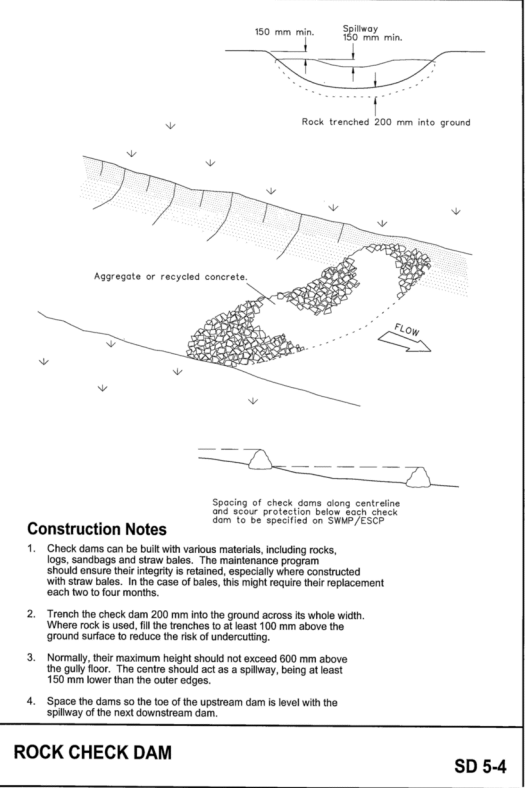 150 mm min.
Spillway
150 mm min.
Rock trenched 200 mm into ground
Aggregate or recycled concrete.
FLOW
Spacing of check dams along centreline
and scour protection below each check
dam to be specified on SWMP/ESCP
Construction Notes
1. Check dams can be built with various materials, including rocks,
logs, sandbags and straw bales. The maintenance program
should ensure their integrity is retained, especially where constructed
with straw bales. In the case of bales, this might require their replacement
each two to four months.
2. Trench the check dam 200 mm into the ground across its whole width.
Where rock is used, fill the trenches to at least 100 mm above the
ground surface to reduce the risk of undercutting.
3. Normally, their maximum height should not exceed 600 mm above
the gully floor. The centre should act as a spillway, being at least
150 mm lower than the outer edges.
4. Space the dams so the toe of the upstream dam is level with the
spillway of the next downstream dam.
ROCK CHECK DAM
SD 5-4